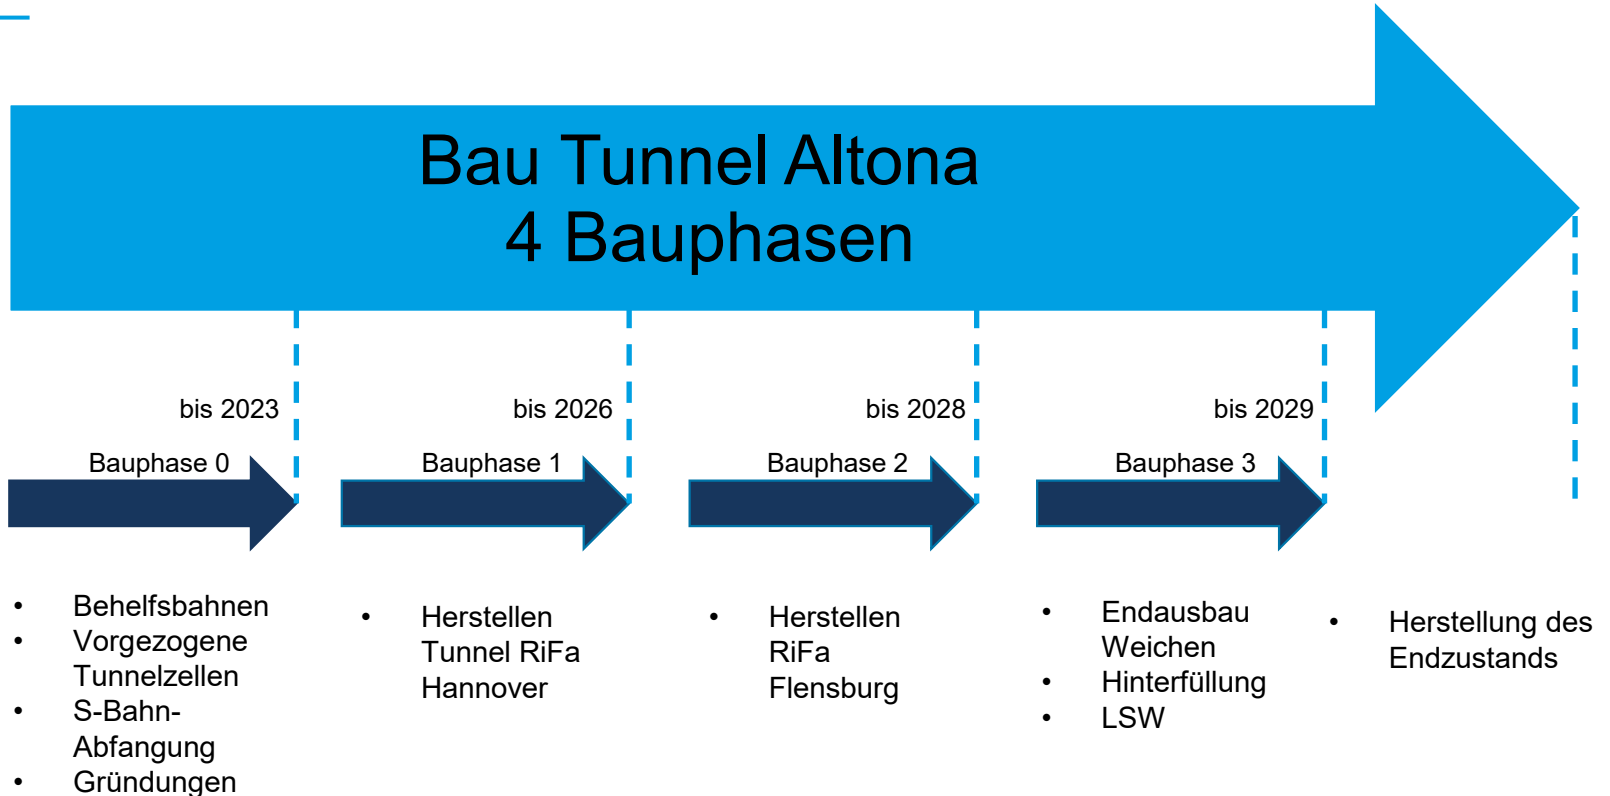 Bau Tunnel Altona
4 Bauphasen
bis 2023
bis 2026
bis 2028
bis 2029
Bauphase 0
Bauphase 1
Bauphase 2
Bauphase 3
• Behelfsbahnen
• Vorgezogene
Tunnelzellen
• S-Bahn-
Abfangung
• Gründungen
• Herstellen
Tunnel RiFa
Hannover
• Herstellen
RiFa
Flensburg
• Endausbau
Weichen
• Hinterfüllung
• LSW
• Herstellung des
Endzustands